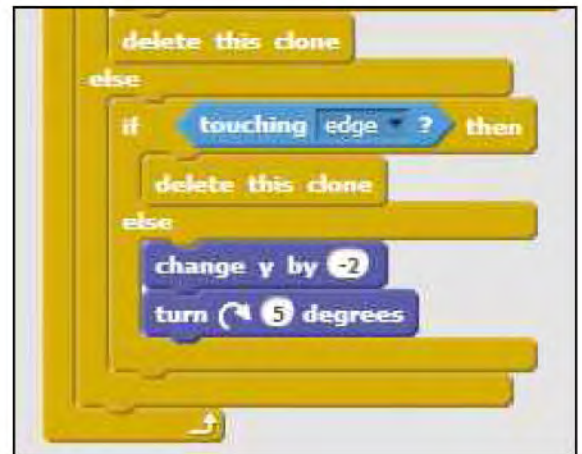 delete this clone
else
if touching edge ? then
delete this clone
else
change y by -2
turn 5 degrees